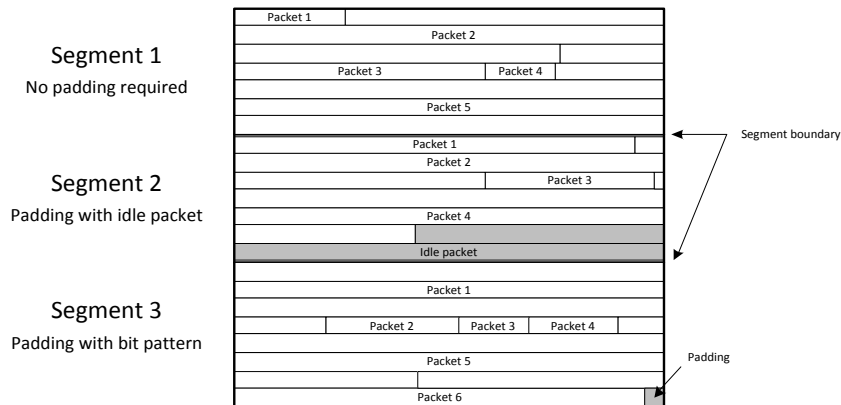 Packet 1
Packet 2
Segment 1
No padding required
Packet 3 Packet 4
Packet 5
Segment boundary
Packet 1
Packet 2
Segment 2
Padding with idle packet
Packet 3
Packet 4
Idle packet
Packet 1
Segment 3
Padding with bit pattern
Packet 2 Packet 3 Packet 4
Packet 5
Padding
Packet 6